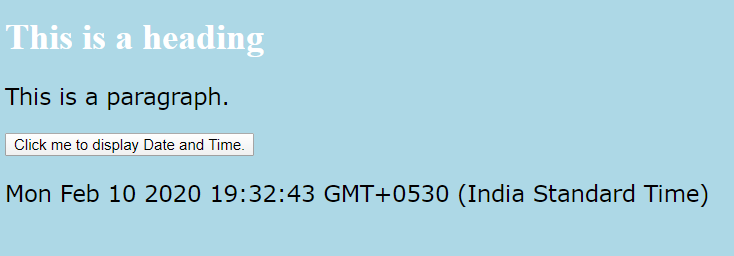 This is a heading
This is a paragraph.
Click me to display Date and Time.
Mon Feb 10 2020 19:32:43 GMT+0530 (India Standard Time)